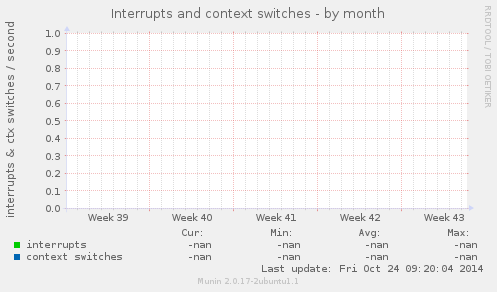 Interrupts and context switches - by month
RRDTOOL / TOBI OETIKER
interrupts & ctx switches / second
1.0
0.9
0.8
0.7
0.6
0.5
0.4
0.3
0.2
0.1
0.0
Week 39 Week 40 Week 41 Week 42 Week 43
Cur: Min: Avg: Max:
interrupts -nan -nan -nan -nan
context switches -nan -nan -nan -nan
Last update: Fri Oct 24 09:20:04 2014
Munin 2.0.17-2ubuntu1.1